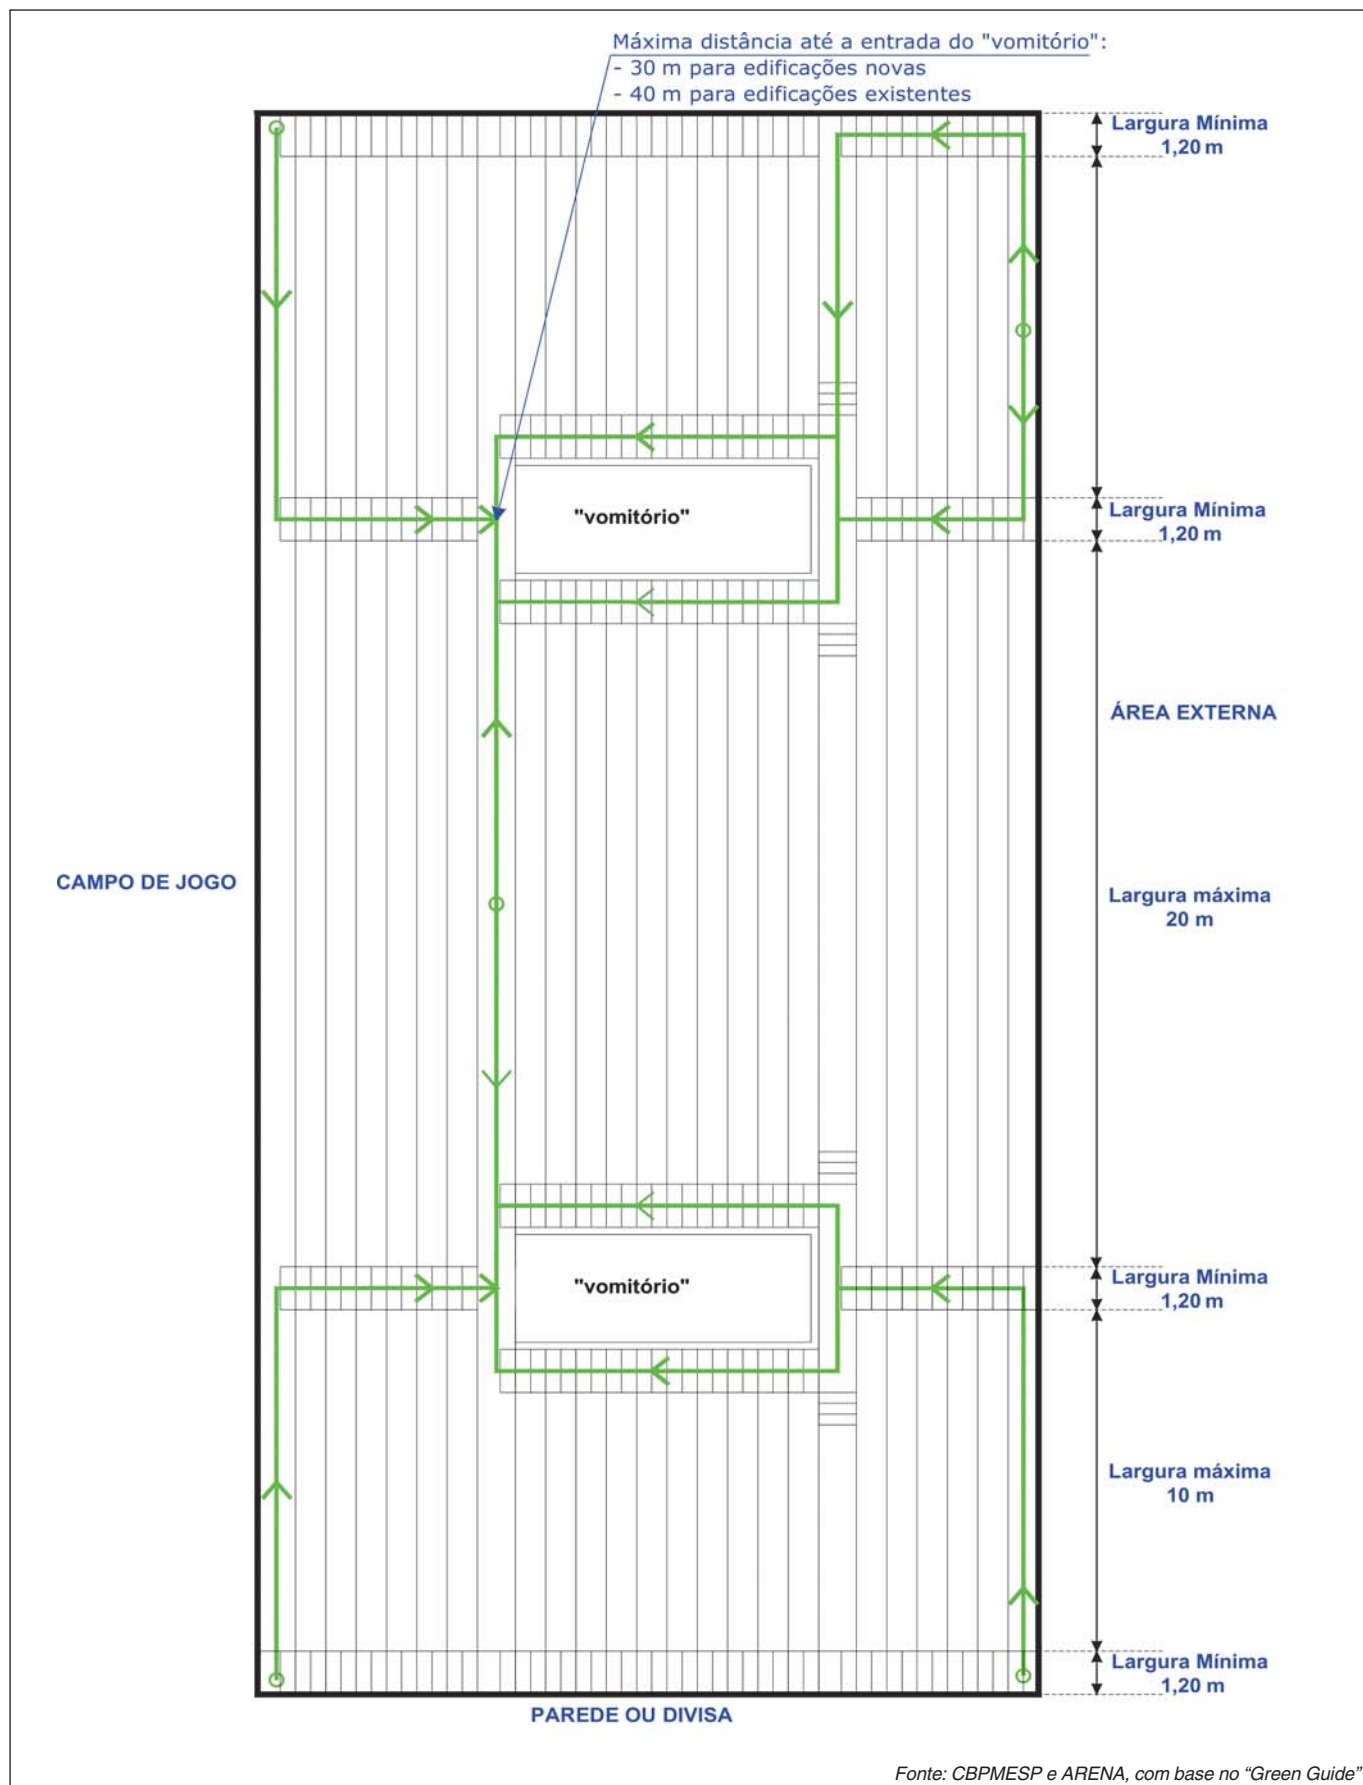 Máxima distância até a entrada do "vomitório":
- 30 m para edificações novas
- 40 m para edificações existentes
Largura Mínima
1,20 m
"vomitório"
Largura Mínima
1,20 m
ÁREA EXTERNA
CAMPO DE JOGO
Largura máxima
20 m
"vomitório"
Largura Mínima
1,20 m
Largura máxima
10 m
Largura Mínima
1,20 m
PAREDE OU DIVISA
Fonte: CBPMESP e ARENA, com base no “Green Guide”